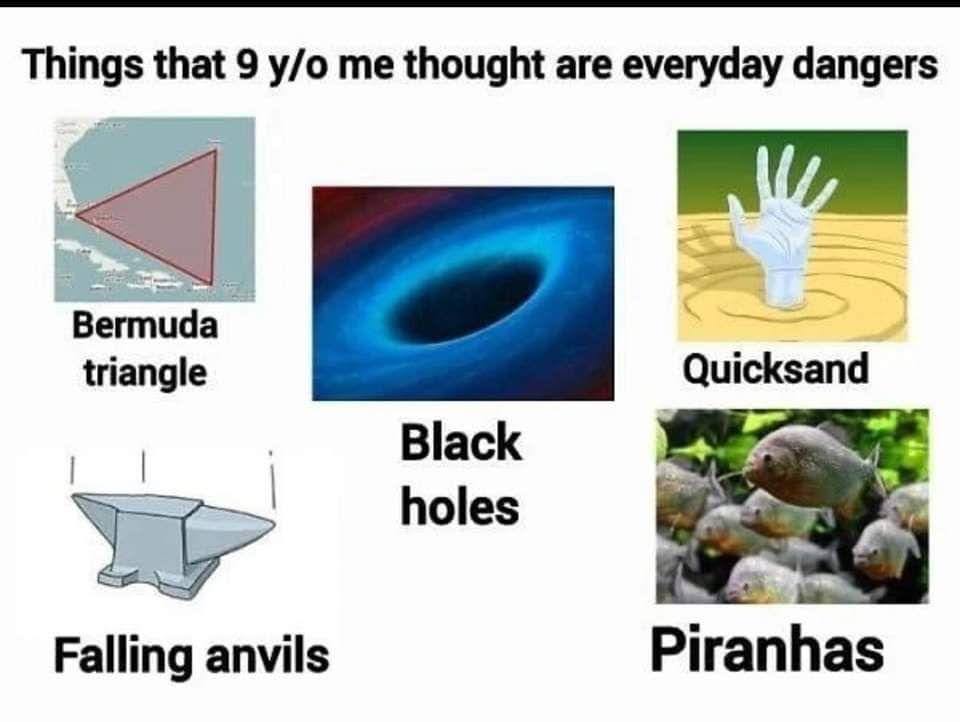 Things that 9 y/o me thought are everyday dangers
Bermuda
triangle
Black
holes
Quicksand
Falling anvils
Piranhas